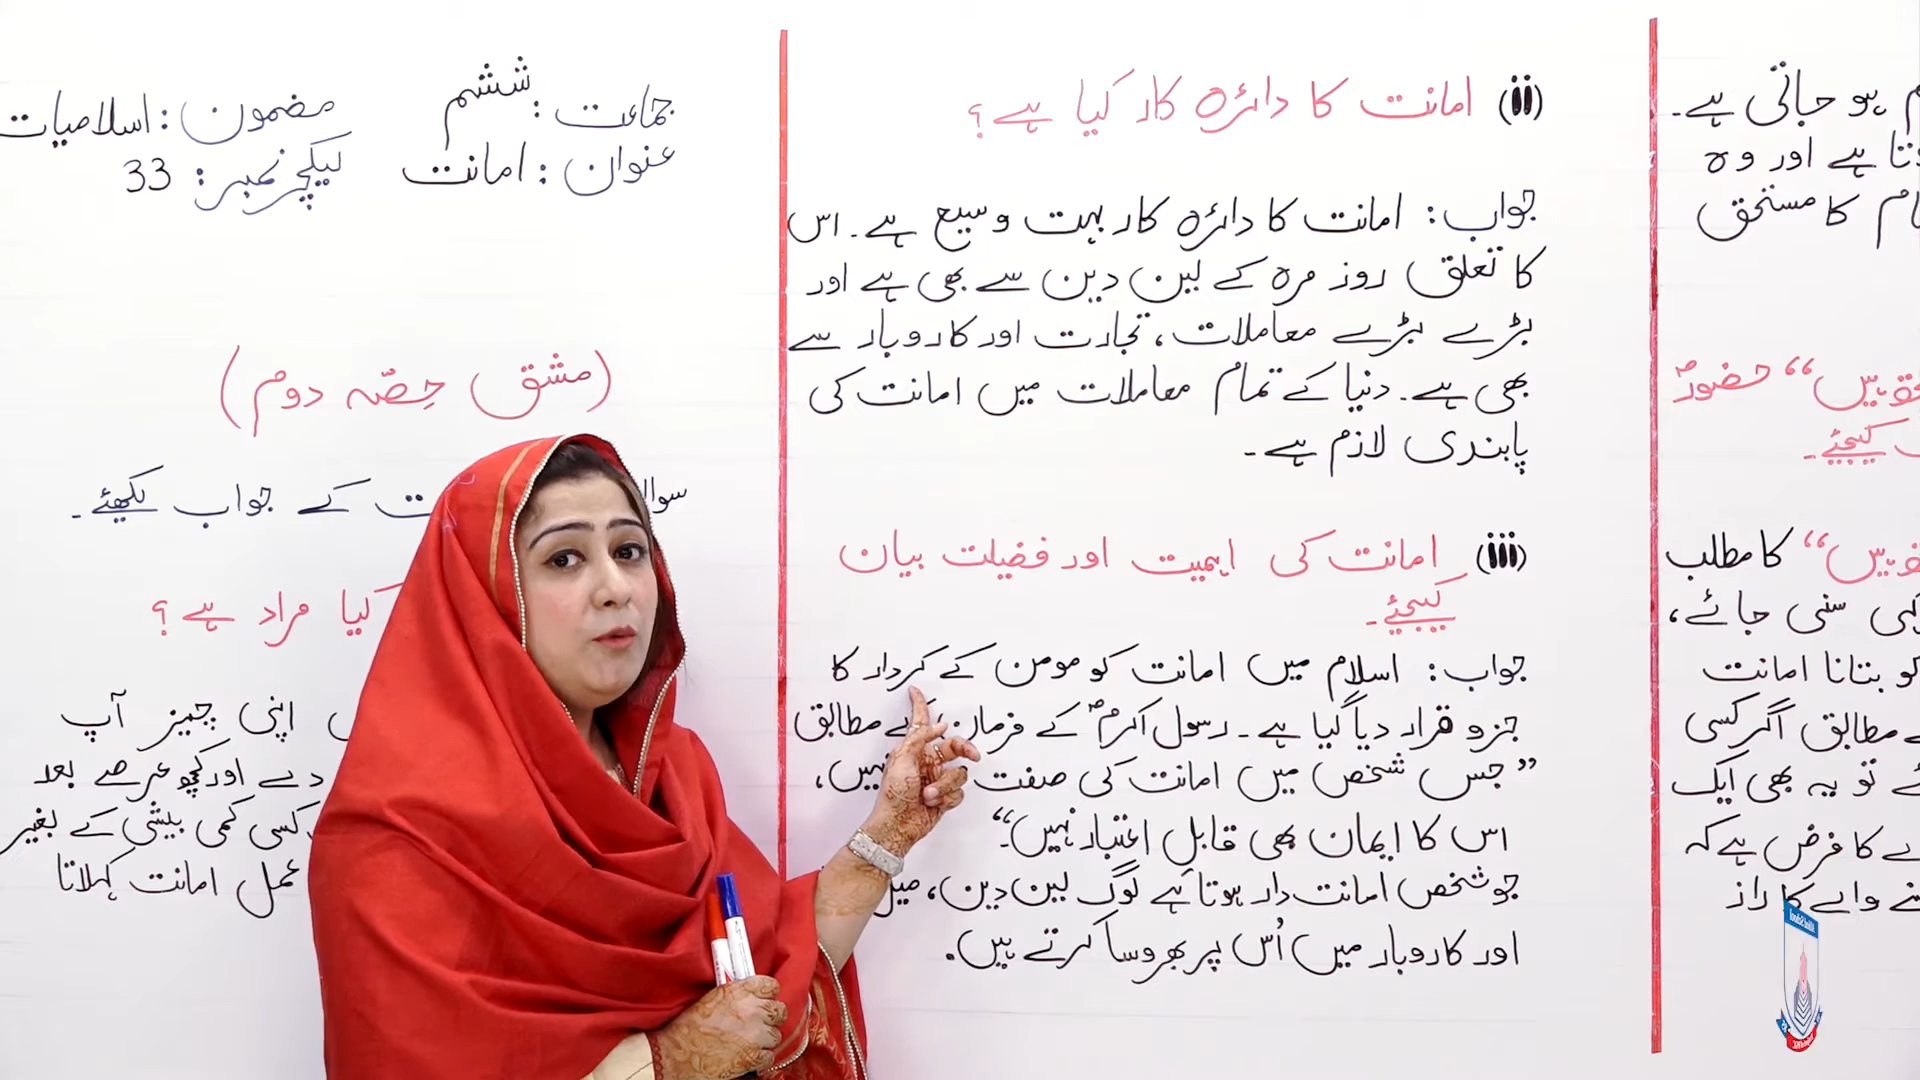 جماعت: ششم
مضمون: اسلامیات
عنوان: امانت
لیکچر نمبر: 33
(مشق حِصّہ دوم)
کے جواب لکھئے۔
کیا مراد ہے؟
اپنی چیز آپ
دے اور کچھ عرصے بعد
کسی کمی بیشی کے بغیر
عمل امانت کہلاتا
(ii) امانت کا دائرہ کار کیا ہے؟
جواب: امانت کا دائرہ کار بہت وسیع ہے۔ اس
کا تعلق روز مرہ کے لین دین سے بھی ہے اور
بڑے بڑے معاملات، تجارت اور کاروبار سے
بھی ہے۔ دنیا کے تمام معاملات میں امانت کی
پابندی لازم ہے۔
(iii) امانت کی اہمیت اور فضیلت بیان
کیجئے۔
جواب: اسلام میں امانت کو مومن کے کردار کا
جزو قرار دیا گیا ہے۔ رسول اکرمؐ کے فرمان کے مطابق
”جس شخص میں امانت کی صفت نہیں،
اس کا ایمان بھی قابلِ اعتبار نہیں“۔
جو شخص امانت دار ہوتا ہے لوگ لین دین،
اور کاروبار میں اُس پر بھروسا کرتے ہیں۔
ہو جاتی ہے۔
ہے اور وہ
کا مستحق
ہیں“ حضورؐ
کیجئے۔
ہیں“ کا مطلب
سنی جائے،
کو بتانا امانت
مطابق اگر کسی
تو یہ بھی ایک
کا فرض ہے کہ
والے کا راز